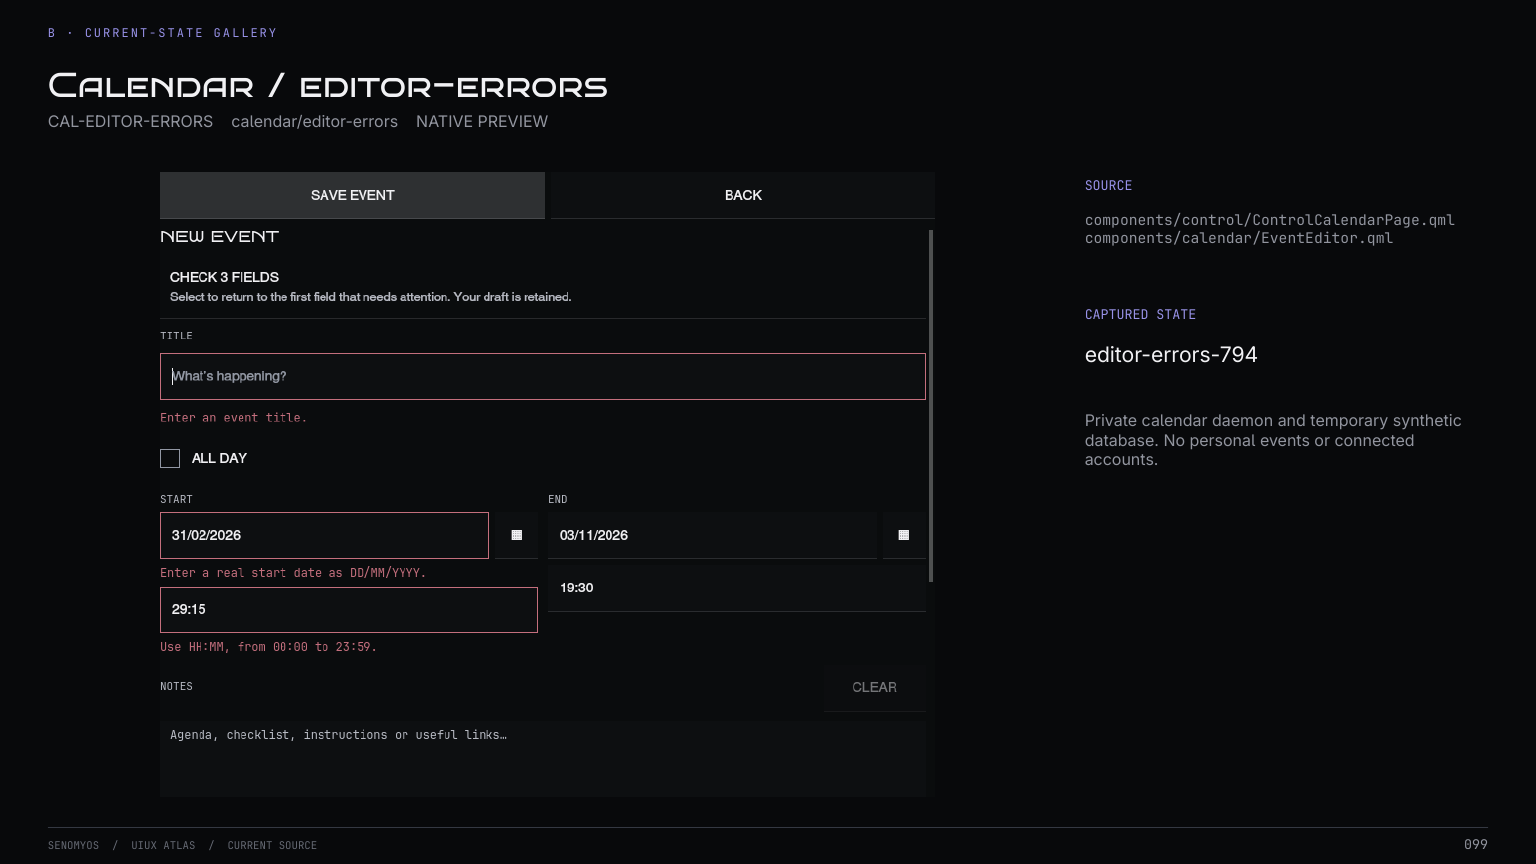 B · CURRENT-STATE GALLERY
CALENDAR / EDITOR-ERRORS
CAL-EDITOR-ERRORS calendar/editor-errors NATIVE PREVIEW
SAVE EVENT
BACK
NEW EVENT
CHECK 3 FIELDS
Select to return to the first field that needs attention. Your draft is retained.
TITLE
What's happening?
Enter an event title.
ALL DAY
START
31/02/2026
Enter a real start date as DD/MM/YYYY.
29:15
Use HH:MM, from 00:00 to 23:59.
END
03/11/2026
19:30
NOTES
CLEAR
Agenda, checklist, instructions or useful links…
SOURCE
components/control/ControlCalendarPage.qml
components/calendar/EventEditor.qml
CAPTURED STATE
editor-errors-794
Private calendar daemon and temporary synthetic
database. No personal events or connected
accounts.
SENOMYOS / UIUX ATLAS / CURRENT SOURCE
099